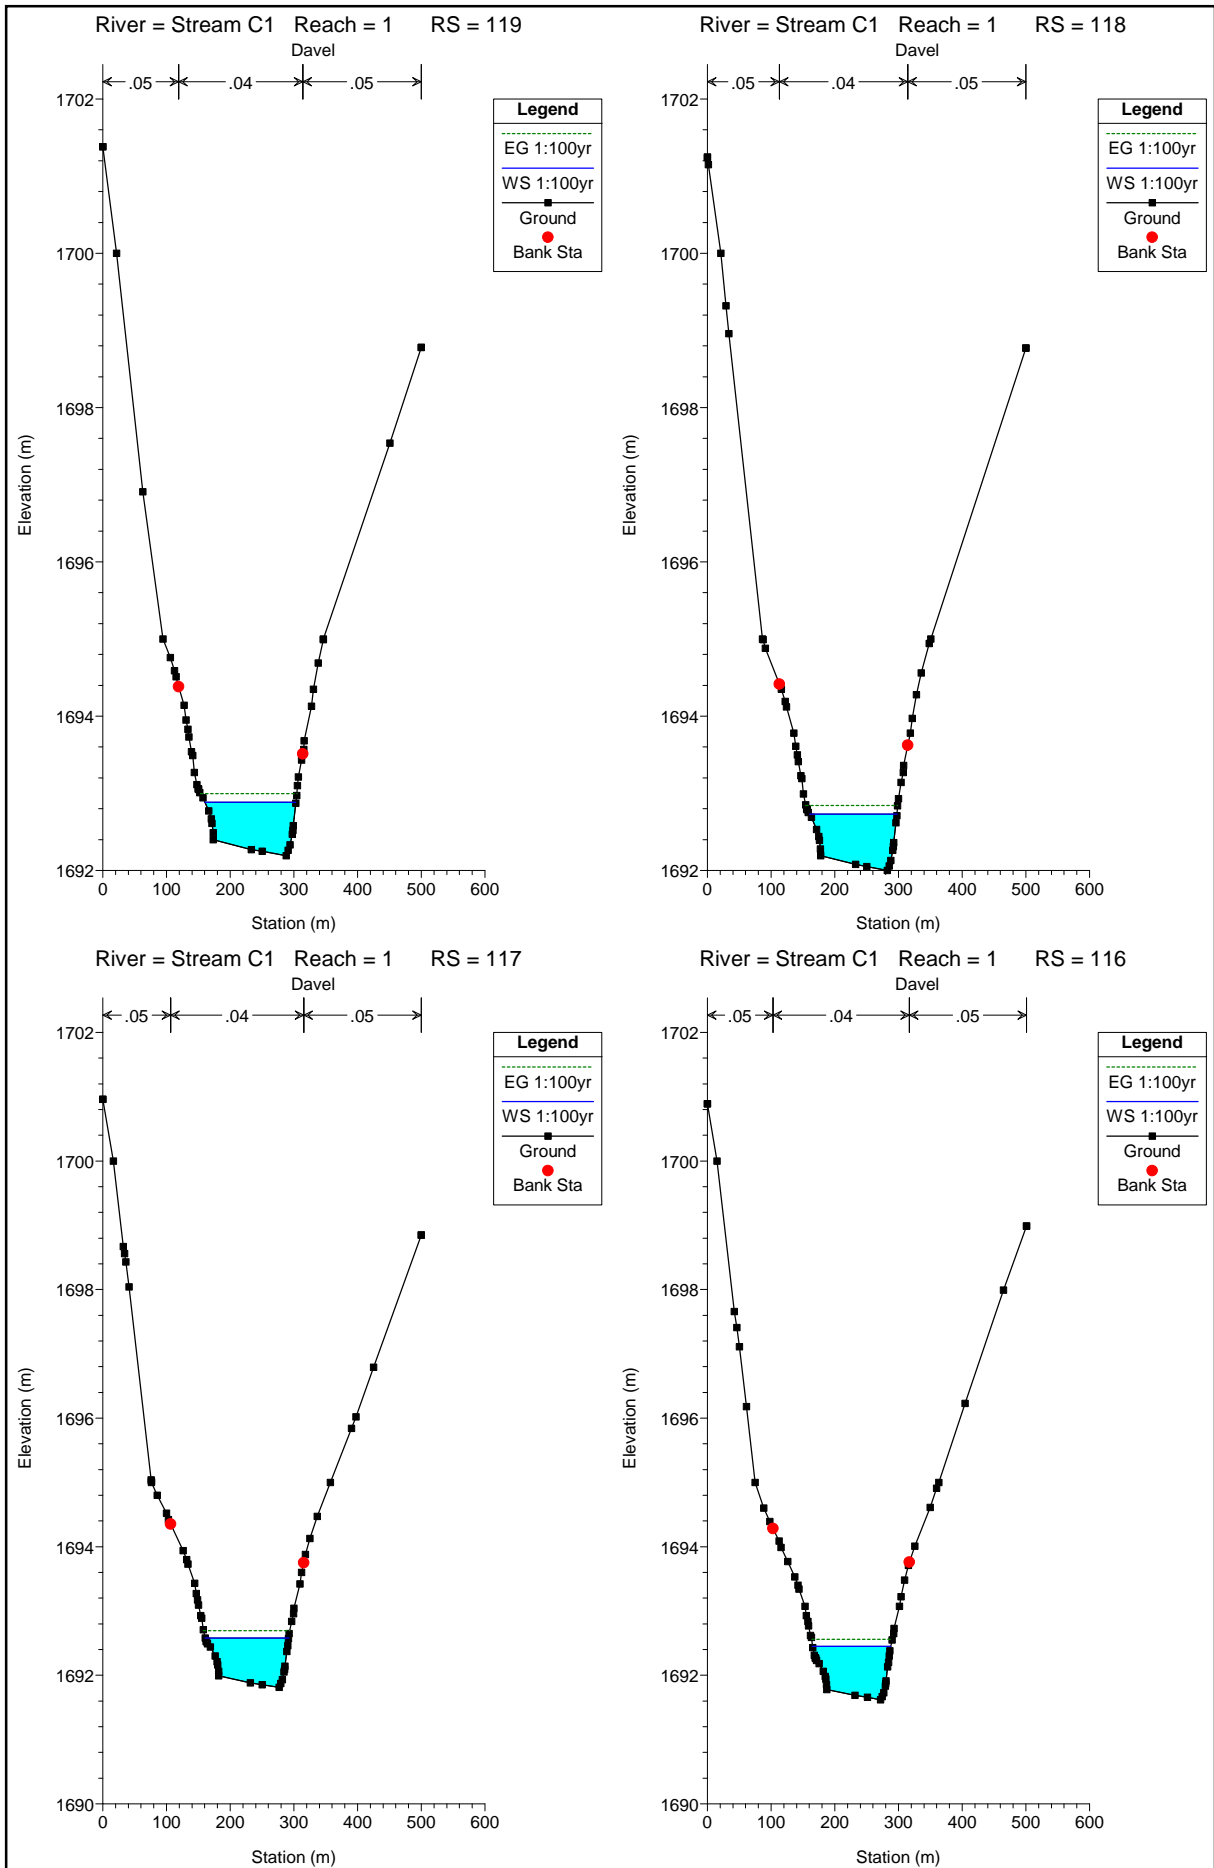 River = Stream C1 Reach = 1 RS = 119
Davel
.05 .04 .05
Legend
EG 1:100yr
WS 1:100yr
Ground
Bank Sta
1702
1700
1698
1696
1694
1692
Elevation (m)
0 100 200 300 400 500 600
Station (m)
River = Stream C1 Reach = 1 RS = 118
Davel
.05 .04 .05
Legend
EG 1:100yr
WS 1:100yr
Ground
Bank Sta
1702
1700
1698
1696
1694
1692
Elevation (m)
0 100 200 300 400 500 600
Station (m)
River = Stream C1 Reach = 1 RS = 117
Davel
.05 .04 .05
Legend
EG 1:100yr
WS 1:100yr
Ground
Bank Sta
1702
1700
1698
1696
1694
1692
1690
Elevation (m)
0 100 200 300 400 500 600
Station (m)
River = Stream C1 Reach = 1 RS = 116
Davel
.05 .04 .05
Legend
EG 1:100yr
WS 1:100yr
Ground
Bank Sta
1702
1700
1698
1696
1694
1692
1690
Elevation (m)
0 100 200 300 400 500 600
Station (m)